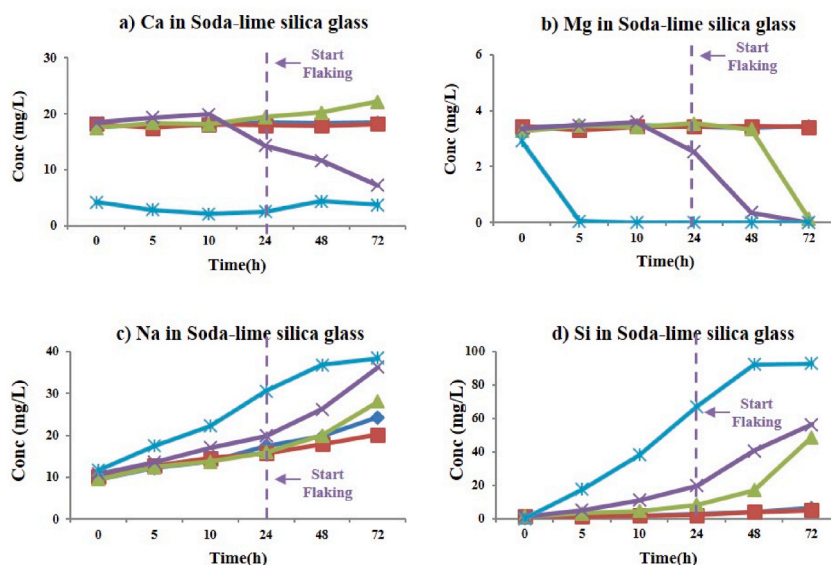 a) Ca in Soda-lime silica glass
Start
Flaking
30
20
10
0
Conc (mg/L)
0 5 10 24 48 72
Time(h)
b) Mg in Soda-lime silica glass
Start
Flaking
6
4
2
0
Conc (mg/L)
0 5 10 24 48 72
Time(h)
c) Na in Soda-lime silica glass
40
30
20
10
0
Conc (mg/L)
Start
Flaking
0 5 10 24 48 72
Time(h)
d) Si in Soda-lime silica glass
100
80
60
40
20
0
Conc (mg/L)
Start
Flaking
0 5 10 24 48 72
Time(h)